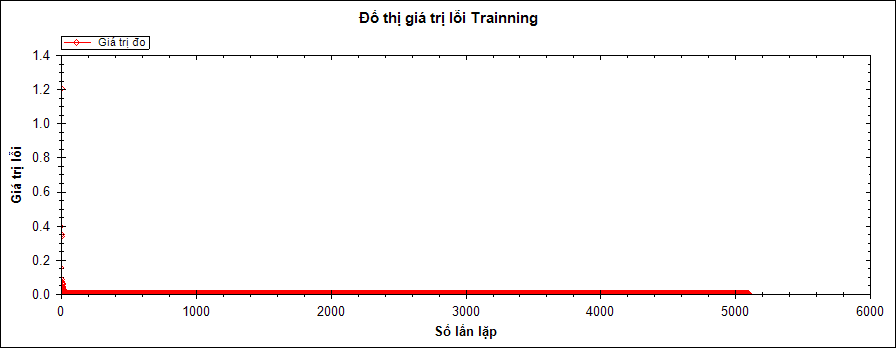 Đồ thị giá trị lỗi Trainning
Giá trị đo
1.4
1.2
1.0
0.8
0.6
0.4
0.2
0.0
Giá trị lỗi
0 1000 2000 3000 4000 5000 6000
Số lần lặp